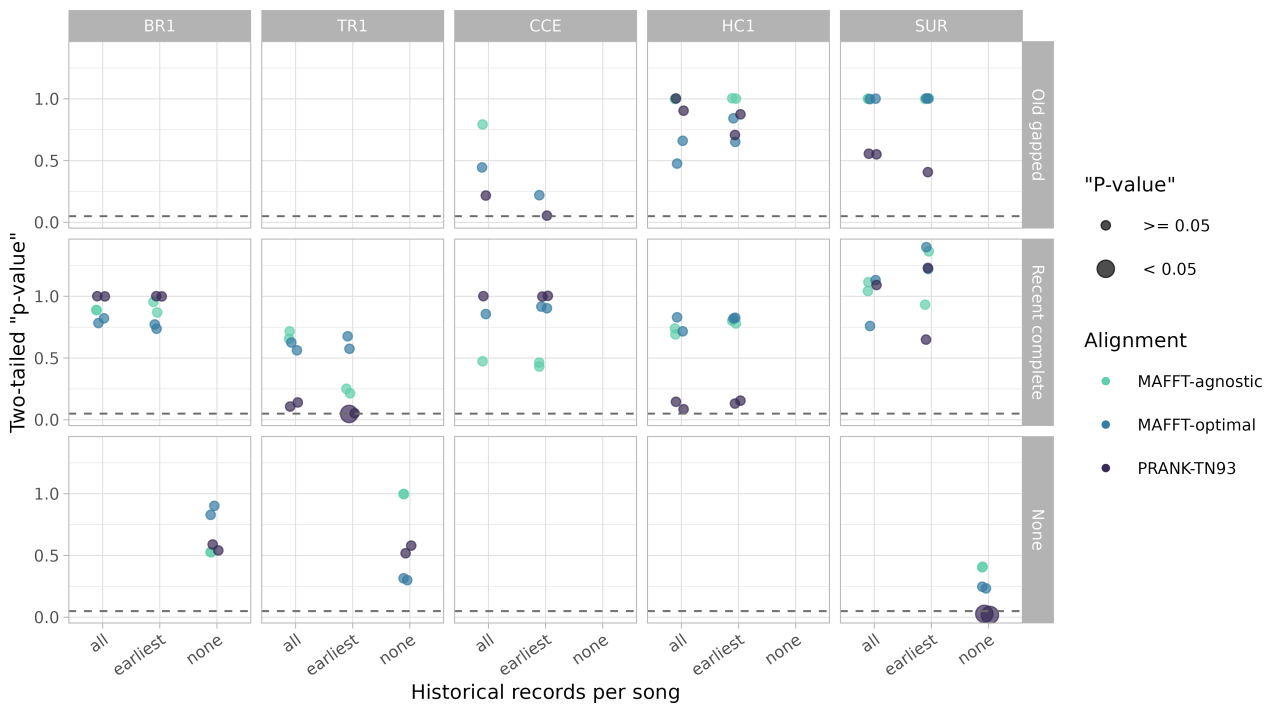 BR1
TR1
CCE
HC1
SUR
Two-tailed "p-value"
1.0
0.5
0.0
Old gapped
1.0
0.5
0.0
Recent complete
1.0
0.5
0.0
None
all
earliest
none
all
earliest
none
all
earliest
none
all
earliest
none
all
earliest
none
Historical records per song
"P-value"
>= 0.05
< 0.05
Alignment
MAFFT-agnostic
MAFFT-optimal
PRANK-TN93